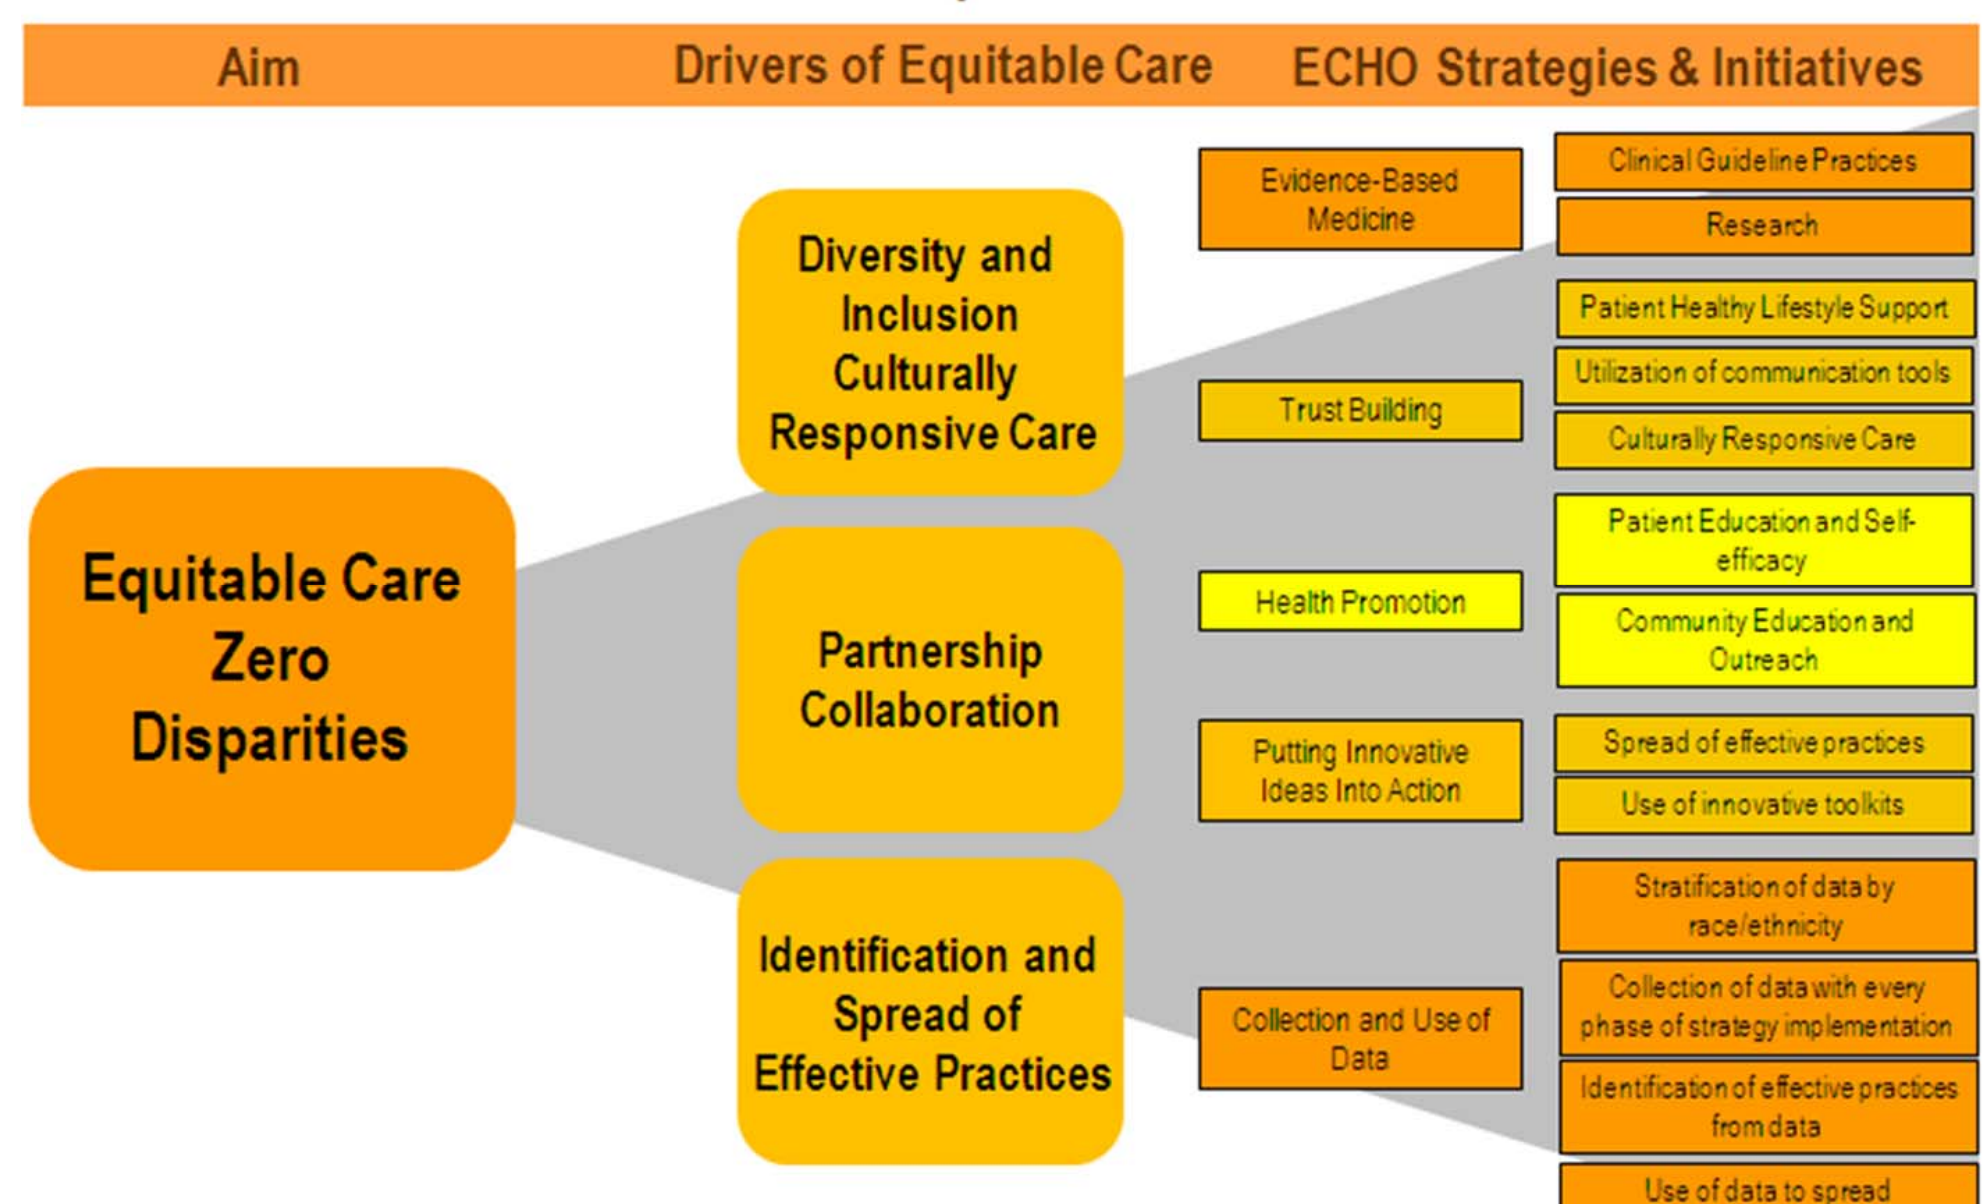 Aim
Drivers of Equitable Care
ECHO Strategies & Initiatives
Equitable Care
Zero
Disparities
Diversity and
Inclusion
Culturally
Responsive Care
Partnership
Collaboration
Identification and
Spread of
Effective Practices
Evidence-Based
Medicine
Clinical Guideline Practices
Research
Trust Building
Patient Healthy Lifestyle Support
Utilization of communication tools
Culturally Responsive Care
Health Promotion
Patient Education and Self-
efficacy
Community Education and
Outreach
Putting Innovative
Ideas Into Action
Spread of effective practices
Use of innovative toolkits
Collection and Use of
Data
Stratification of data by
race/ethnicity
Collection of data with every
phase of strategy implementation
Identification of effective practices
from data
Use of data to spread